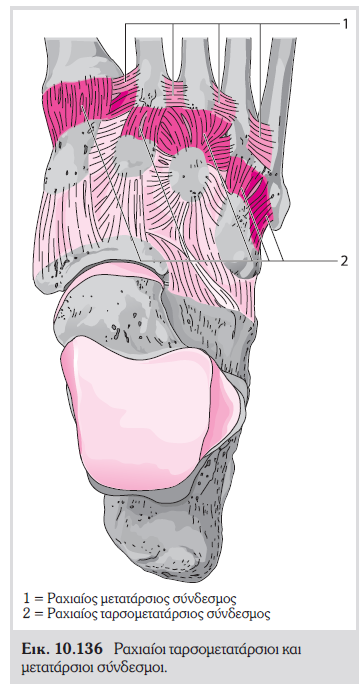 1
2
1 = Ραχιαίος μετατάρσιος σύνδεσμος
2 = Ραχιαίος ταρσομετατάρσιος σύνδεσμος
Εικ. 10.136 Ραχιαίοι ταρσομετατάρσιοι και
μετατάρσιοι σύνδεσμοι.